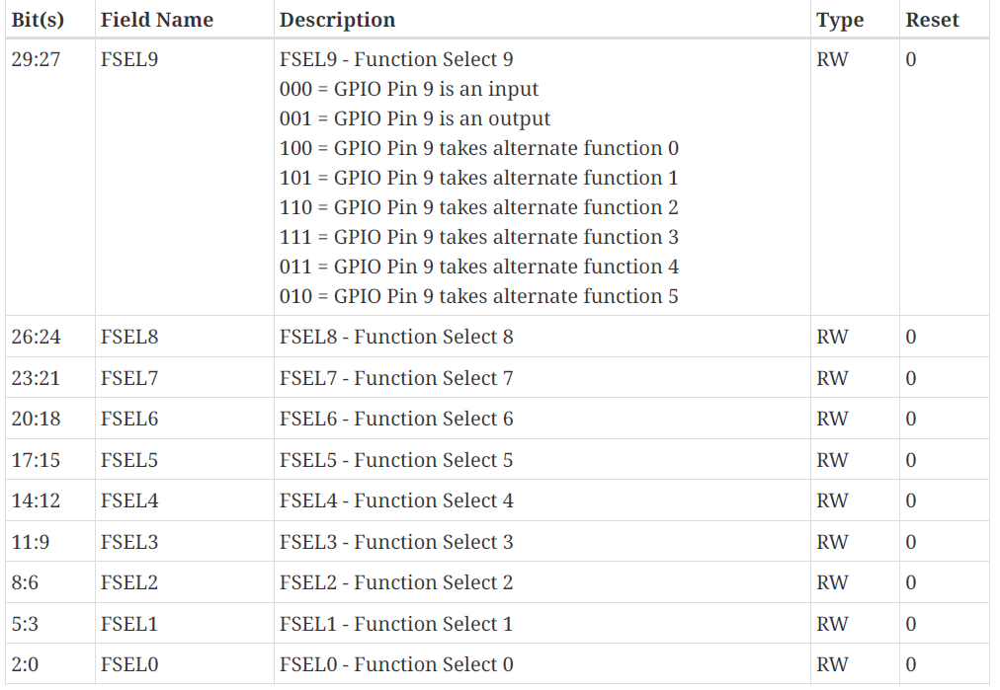 Bit(s) Field Name Description Type Reset
29:27 FSEL9 FSEL9 - Function Select 9 RW 0
000 = GPIO Pin 9 is an input
001 = GPIO Pin 9 is an output
100 = GPIO Pin 9 takes alternate function 0
101 = GPIO Pin 9 takes alternate function 1
110 = GPIO Pin 9 takes alternate function 2
111 = GPIO Pin 9 takes alternate function 3
011 = GPIO Pin 9 takes alternate function 4
010 = GPIO Pin 9 takes alternate function 5
26:24 FSEL8 FSEL8 - Function Select 8 RW 0
23:21 FSEL7 FSEL7 - Function Select 7 RW 0
20:18 FSEL6 FSEL6 - Function Select 6 RW 0
17:15 FSEL5 FSEL5 - Function Select 5 RW 0
14:12 FSEL4 FSEL4 - Function Select 4 RW 0
11:9 FSEL3 FSEL3 - Function Select 3 RW 0
8:6 FSEL2 FSEL2 - Function Select 2 RW 0
5:3 FSEL1 FSEL1 - Function Select 1 RW 0
2:0 FSEL0 FSEL0 - Function Select 0 RW 0